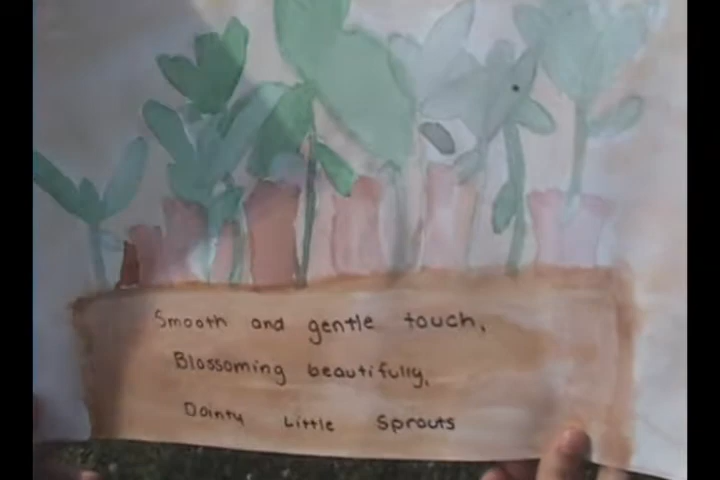 Smooth and gentle touch,
Blossoming beautifully,
Dainty Little Sprouts